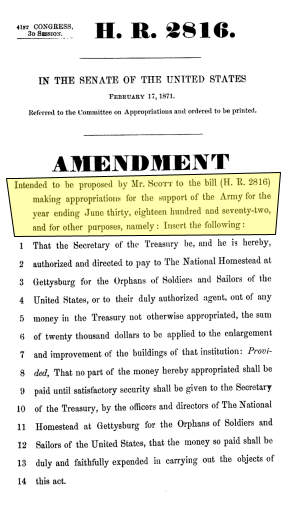 41ST CONGRESS,
3D SESSION.
H. R. 2816.
IN THE SENATE OF THE UNITED STATES
FEBRUARY 17, 1871.
Referred to the Committee on Appropriations and ordered to be printed.
AMENDMENT
Intended to be proposed by Mr. SCOTT to the bill (H. R. 2816)
making appropriations for the support of the Army for the
year ending June thirty, eighteen hundred and seventy-two,
and for other purposes, namely: Insert the following:
1 That the Secretary of the Treasury be, and he is hereby,
2 authorized and directed to pay to The National Homestead at
3 Gettysburg for the Orphans of Soldiers and Sailors of the
4 United States, or to their duly authorized agent, out of any
5 money in the Treasury not otherwise appropriated, the sum
6 of twenty thousand dollars to be applied to the enlargement
7 and improvement of the buildings of that institution: Provi-
8 ded, That no part of the money hereby appropriated shall be
9 paid until satisfactory security shall be given to the Secretary
10 of the Treasury, by the officers and directors of The National
11 Homestead at Gettysburg for the Orphans of Soldiers and
12 Sailors of the United States, that the money so paid shall be
13 duly and faithfully expended in carrying out the objects of
14 this act.